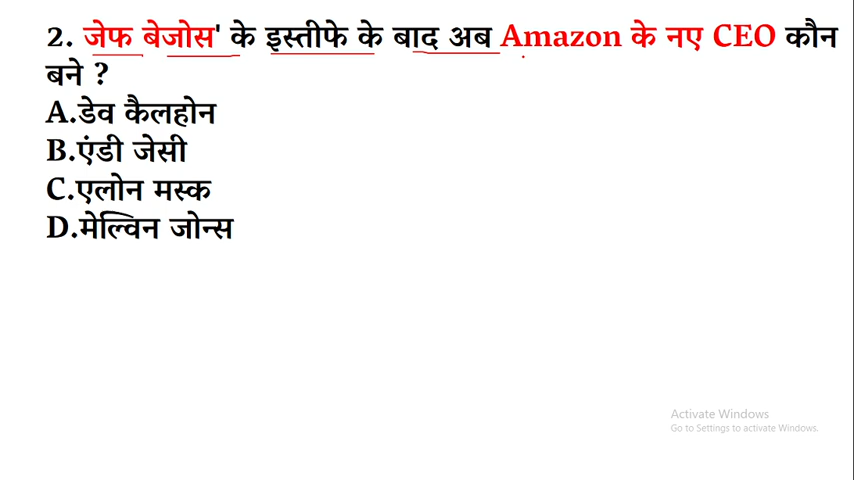 2. जेफ बेजोस' के इस्तीफे के बाद अब Amazon के नए CEO कौन
बने ?
A.डेव कैलहोन
B.एंडी जेसी
C.एलोन मस्क
D.मेल्विन जोन्स
Activate Windows
Go to Settings to activate Windows.